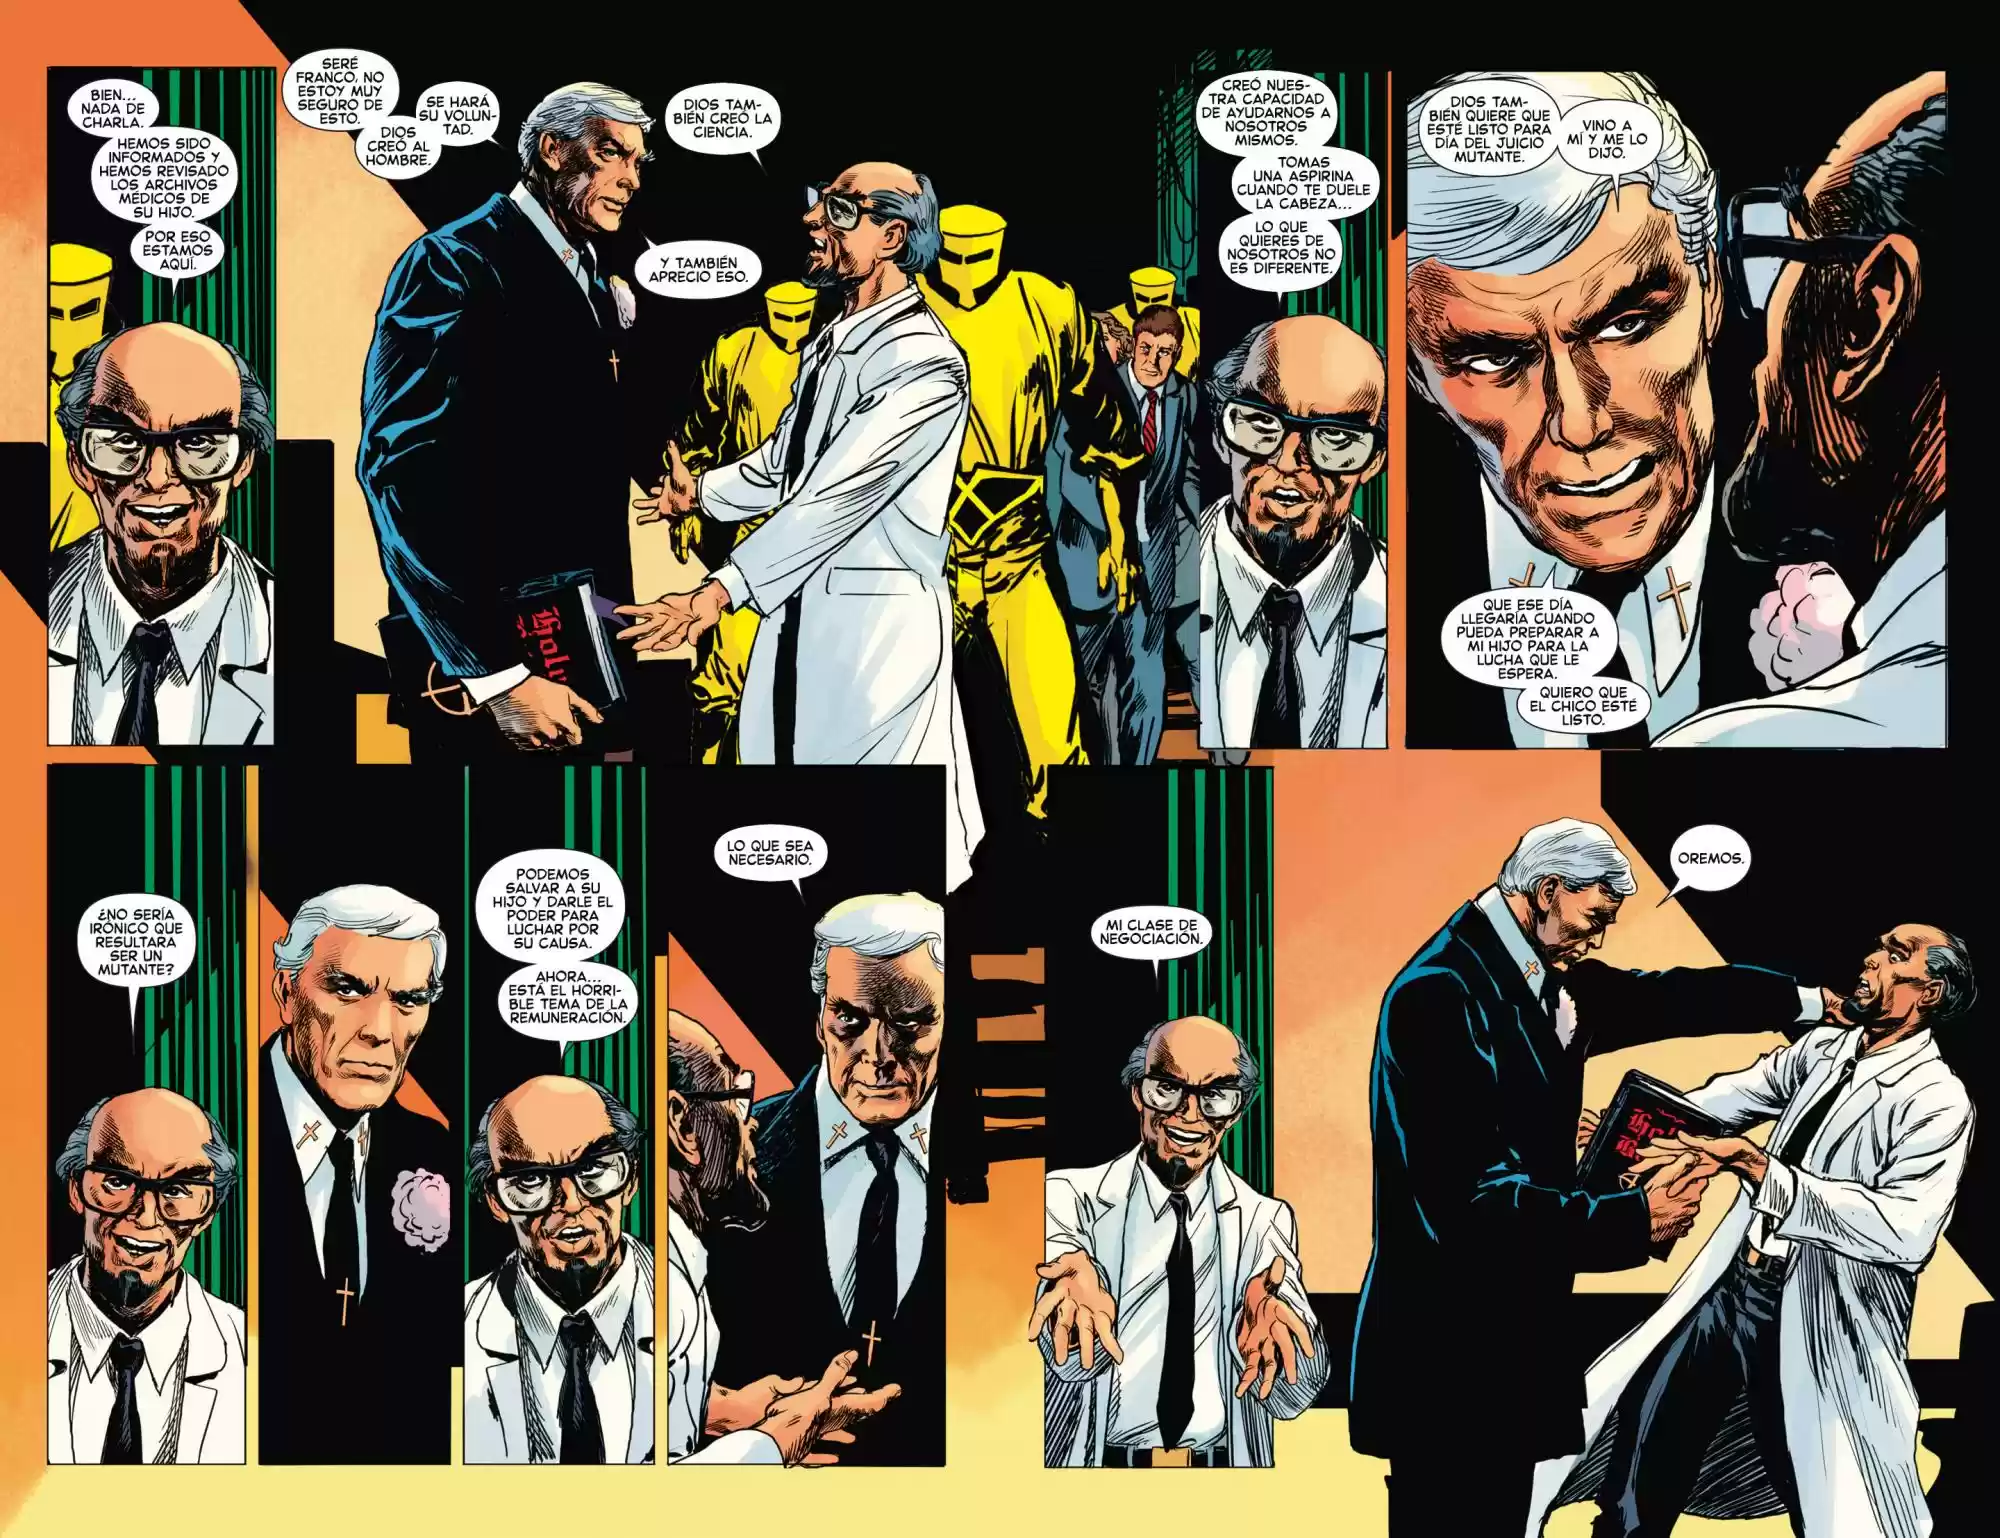 BIEN...
NADA DE
CHARLA.
HEMOS SIDO
INFORMADOS Y
HEMOS REVISADO
LOS ARCHIVOS
MÉDICOS DE
SU HIJO.
POR ESO
ESTAMOS
AQUÍ.
SERÉ
FRANCO, NO
ESTOY MUY
SEGURO DE
ESTO.
DIOS
CREÓ AL
HOMBRE.
SE HARÁ
SU VOLUN-
TAD.
DIOS TAM-
BIÉN CREÓ LA
CIENCIA.
Y TAMBIÉN
APRECIO ESO.
Holy
CREÓ NUES-
TRA CAPACIDAD
DE AYUDARNOS A
NOSOTROS
MISMOS.
TOMAS
UNA ASPIRINA
CUANDO TE DUELE
LA CABEZA...
LO QUE
QUIERES DE
NOSOTROS NO
ES DIFERENTE.
DIOS TAM-
BIÉN QUIERE QUE
ESTÉ LISTO PARA
DÍA DEL JUICIO
MUTANTE.
VINO A
MÍ Y ME LO
DIJO.
QUE ESE DÍA
LLEGARÍA CUANDO
PUEDA PREPARAR A
MI HIJO PARA LA
LUCHA QUE LE
ESPERA.
QUIERO QUE
EL CHICO ESTÉ
LISTO.
¿NO SERÍA
IRÓNICO QUE
RESULTARA
SER UN
MUTANTE?
PODEMOS
SALVAR A SU
HIJO Y DARLE EL
PODER PARA
LUCHAR POR
SU CAUSA.
AHORA...
ESTÁ EL HORRI-
BLE TEMA DE LA
REMUNERACIÓN.
LO QUE SEA
NECESARIO.
MI CLASE DE
NEGOCIACIÓN.
OREMOS.